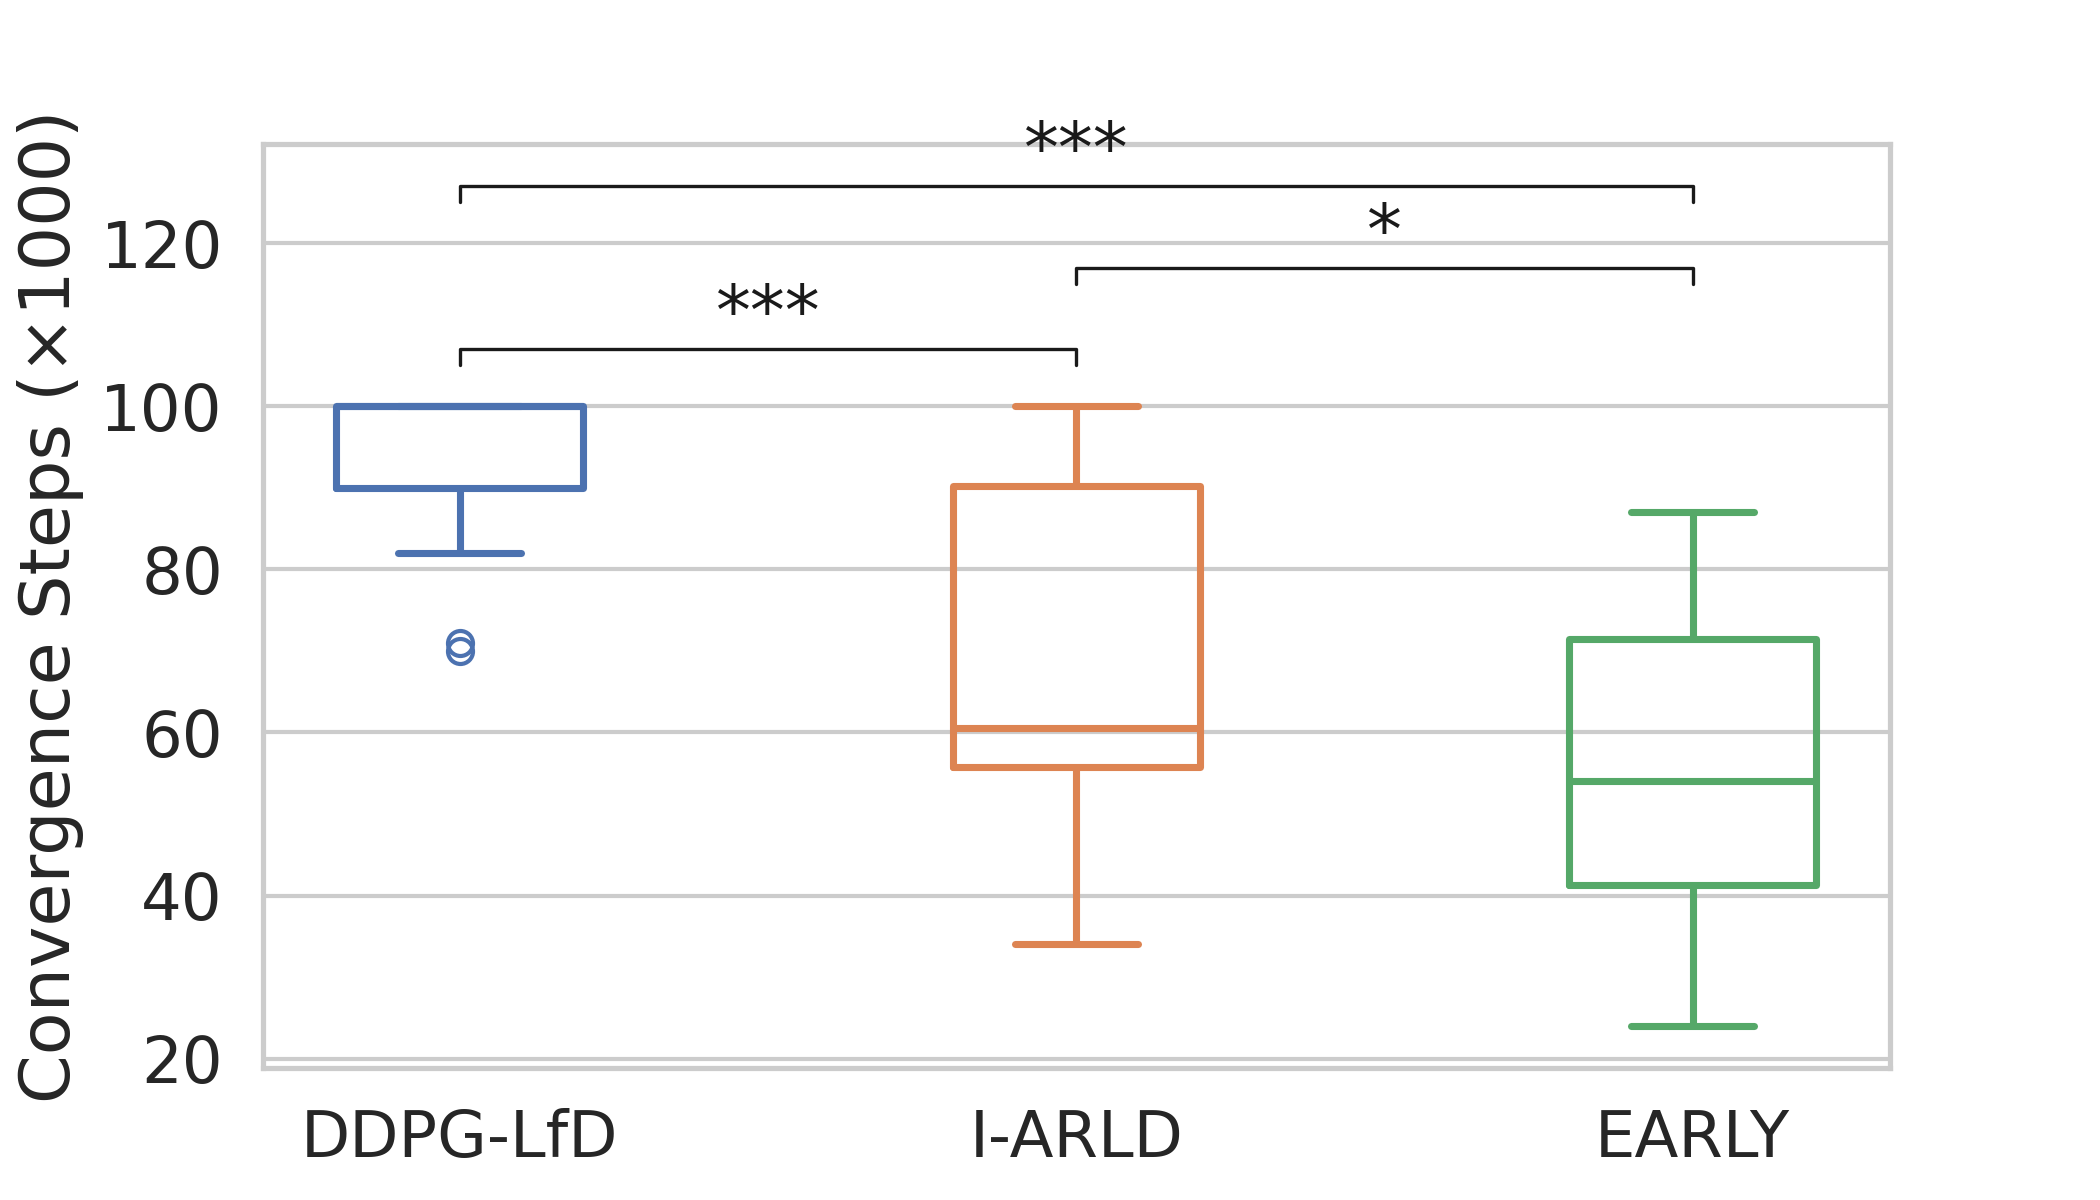 Convergence Steps (×1000)
120
100
80
60
40
20
***
*
***
DDPG-LfD
I-ARLD
EARLY